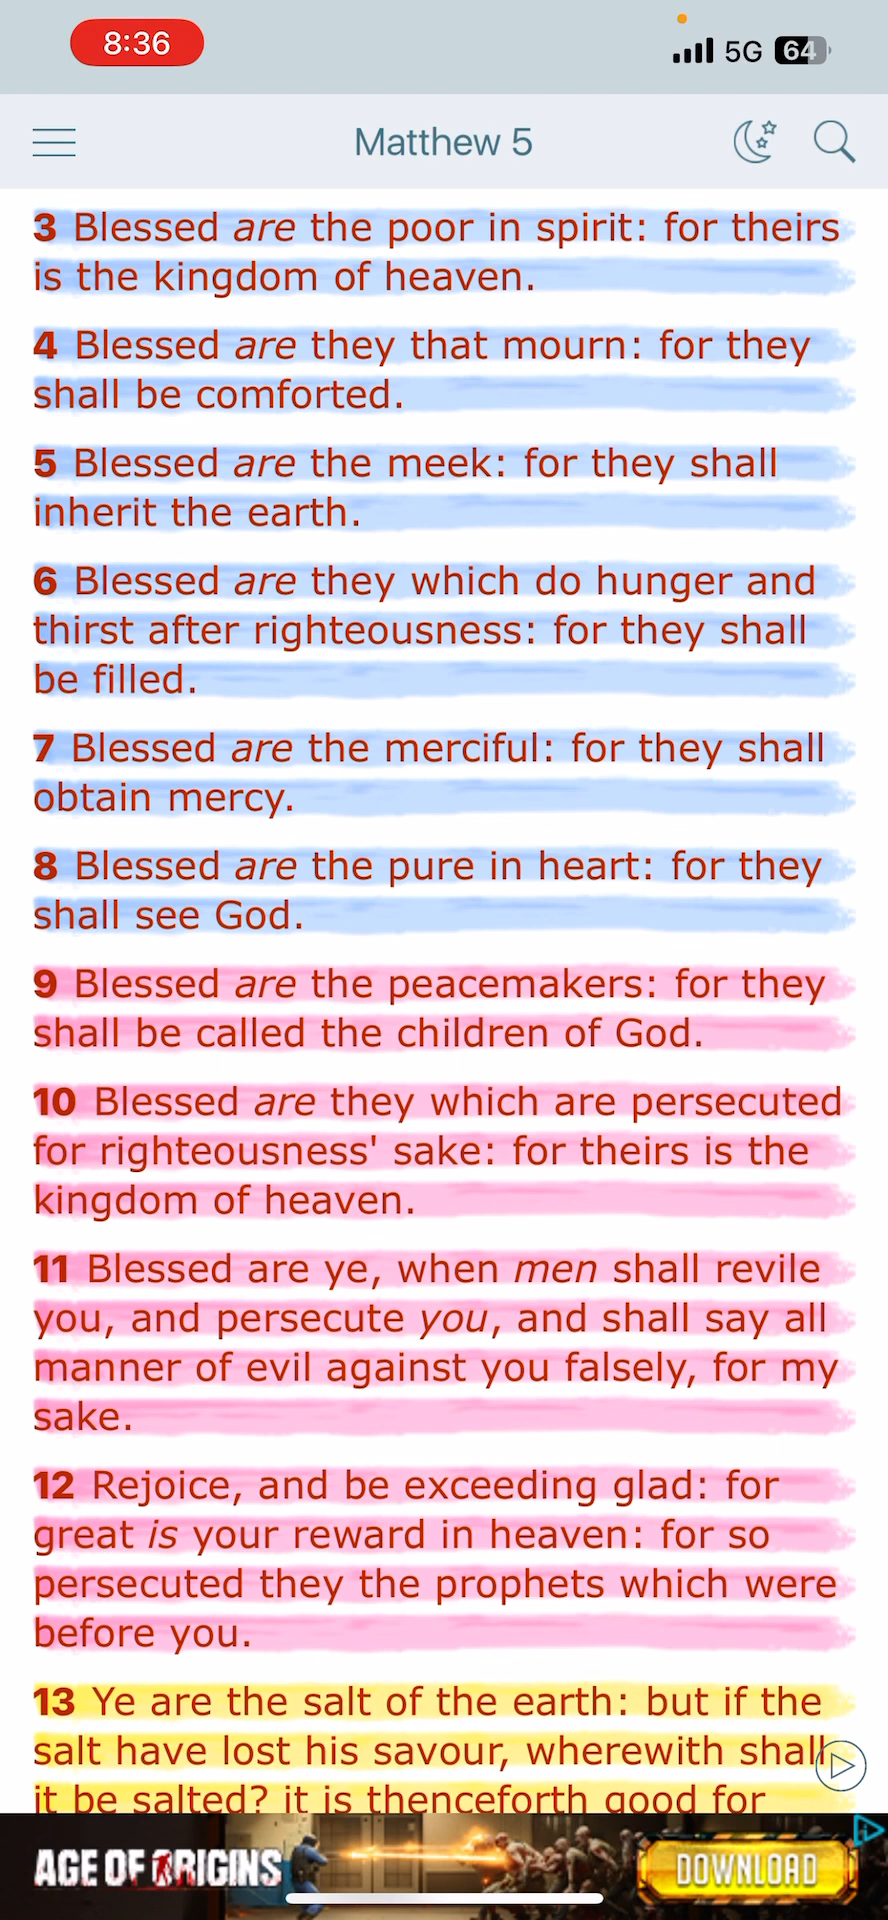 8:36
5G 64
Matthew 5
3 Blessed are the poor in spirit: for theirs
is the kingdom of heaven.
4 Blessed are they that mourn: for they
shall be comforted.
5 Blessed are the meek: for they shall
inherit the earth.
6 Blessed are they which do hunger and
thirst after righteousness: for they shall
be filled.
7 Blessed are the merciful: for they shall
obtain mercy.
8 Blessed are the pure in heart: for they
shall see God.
9 Blessed are the peacemakers: for they
shall be called the children of God.
10 Blessed are they which are persecuted
for righteousness' sake: for theirs is the
kingdom of heaven.
11 Blessed are ye, when men shall revile
you, and persecute you, and shall say all
manner of evil against you falsely, for my
sake.
12 Rejoice, and be exceeding glad: for
great is your reward in heaven: for so
persecuted they the prophets which were
before you.
13 Ye are the salt of the earth: but if the
salt have lost his savour, wherewith shall
it be salted? it is thenceforth good for
AGE OF ORIGINS
DOWNLOAD